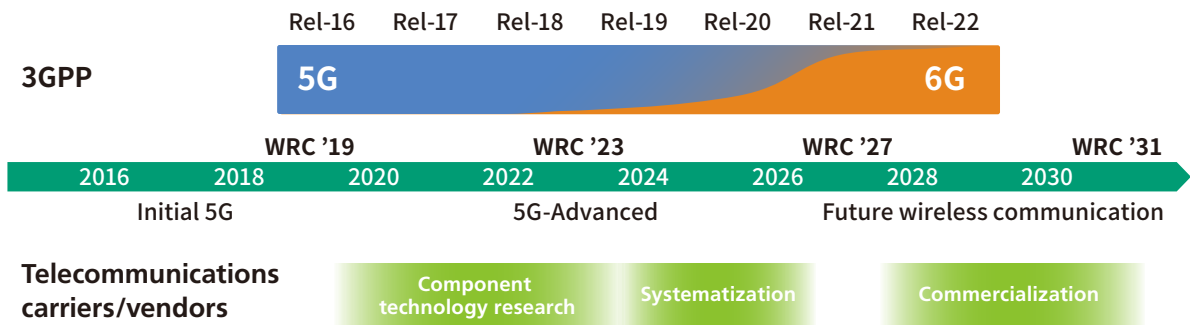 Rel-16 Rel-17 Rel-18 Rel-19 Rel-20 Rel-21 Rel-22
3GPP 5G 6G
WRC ’19 WRC ’23 WRC ’27 WRC ’31
2016 2018 2020 2022 2024 2026 2028 2030
Initial 5G 5G-Advanced Future wireless communication
Telecommunications
carriers/vendors
Component
technology research
Systematization
Commercialization